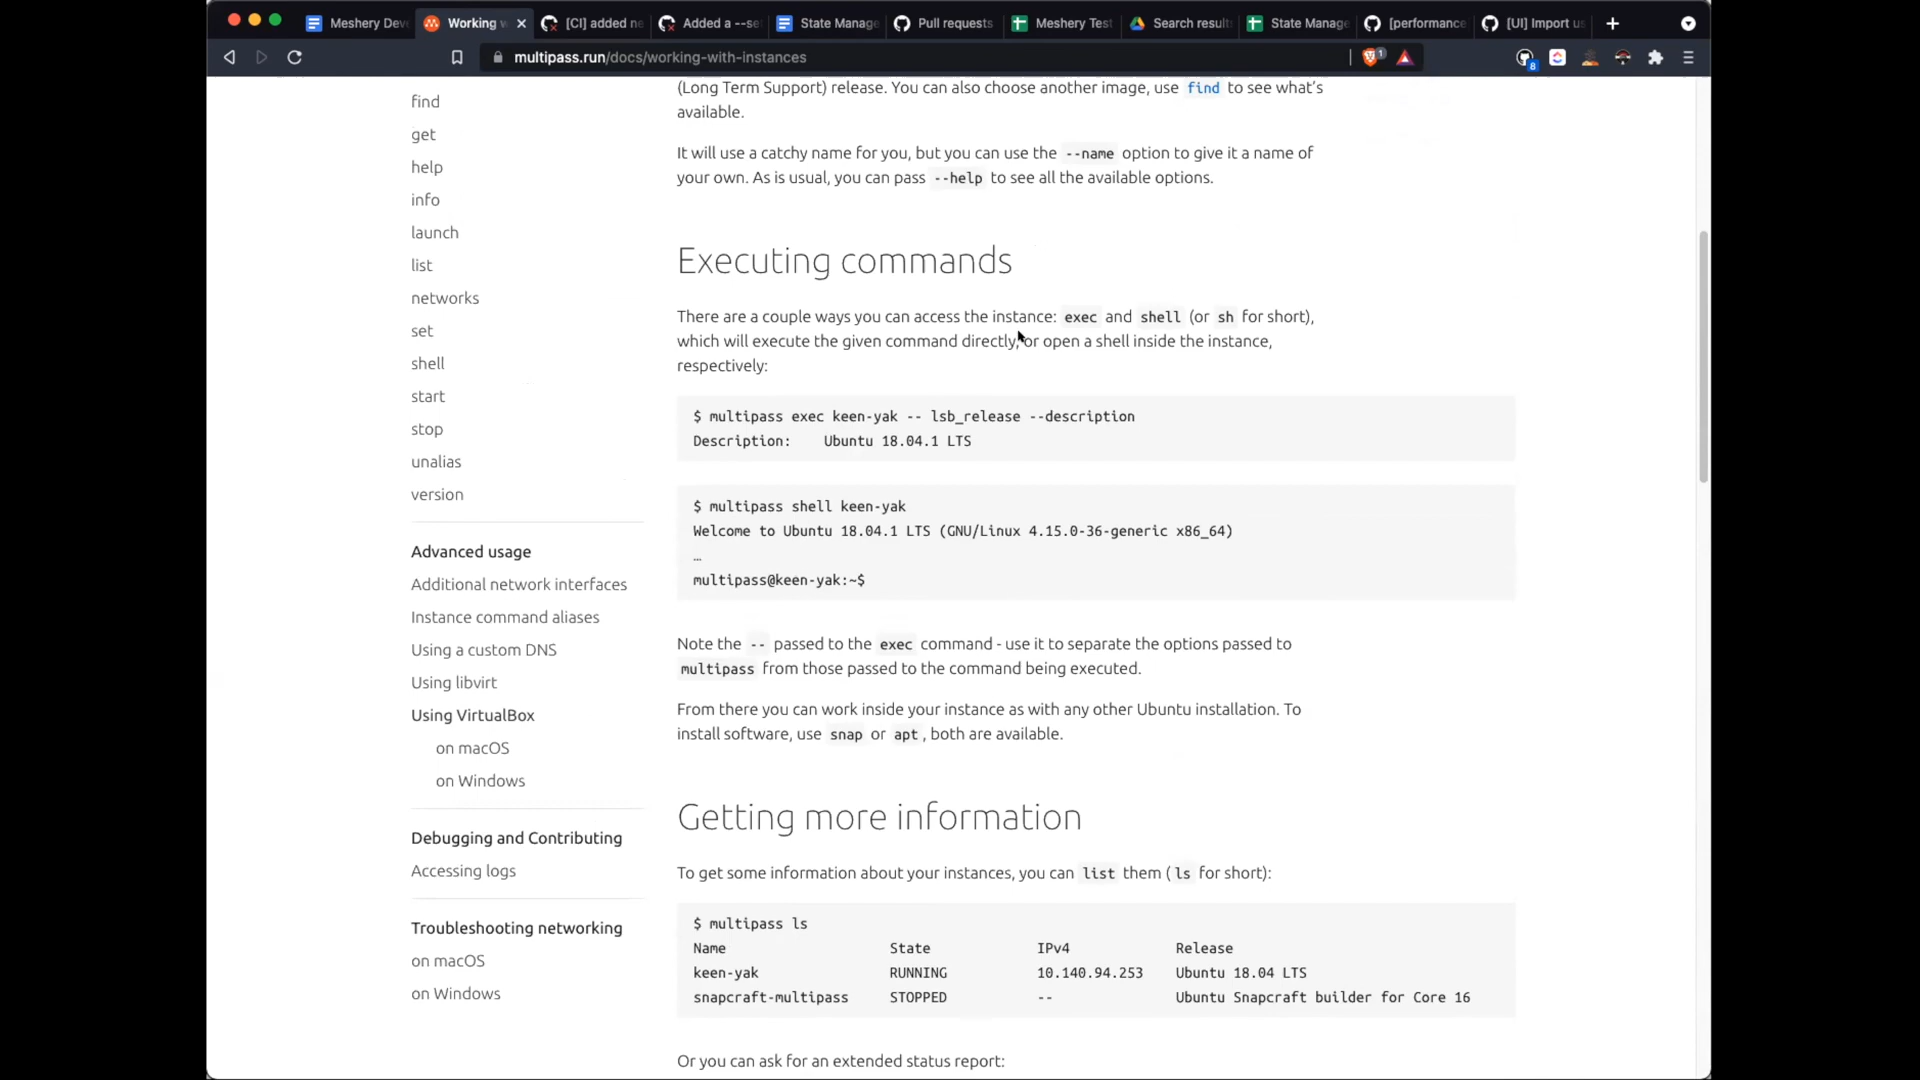 Meshery Dev
Working w
[CI] added ne
Added a --se
State Manag
Pull requests
Meshery Test
Search result
State Manage
[performance
[UI] Import us
multipass.run/docs/working-with-instances
1
8
find
get
help
info
launch
list
networks
set
shell
start
stop
unalias
version
Advanced usage
Additional network interfaces
Instance command aliases
Using a custom DNS
Using libvirt
Using VirtualBox
on macOS
on Windows
Debugging and Contributing
Accessing logs
Troubleshooting networking
on macOS
on Windows
(Long Term Support) release. You can also choose another image, use find to see what's
available.
It will use a catchy name for you, but you can use the --name option to give it a name of
your own. As is usual, you can pass --help to see all the available options.
Executing commands
There are a couple ways you can access the instance: exec and shell (or sh for short),
which will execute the given command directly, or open a shell inside the instance,
respectively:
$ multipass exec keen-yak -- lsb_release --description
Description: Ubuntu 18.04.1 LTS
$ multipass shell keen-yak
Welcome to Ubuntu 18.04.1 LTS (GNU/Linux 4.15.0-36-generic x86_64)
…
multipass@keen-yak:~$
Note the -- passed to the exec command - use it to separate the options passed to
multipass from those passed to the command being executed.
From there you can work inside your instance as with any other Ubuntu installation. To
install software, use snap or apt, both are available.
Getting more information
To get some information about your instances, you can list them (ls for short):
$ multipass ls
Name State IPv4 Release
keen-yak RUNNING 10.140.94.253 Ubuntu 18.04 LTS
snapcraft-multipass STOPPED -- Ubuntu Snapcraft builder for Core 16
Or you can ask for an extended status report: